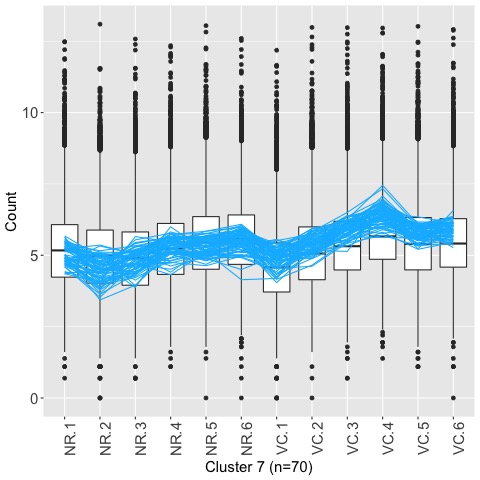 10
5
0
Count
NR.1
NR.2
NR.3
NR.4
NR.5
NR.6
VC.1
VC.2
VC.3
VC.4
VC.5
VC.6
Cluster 7 (n=70)